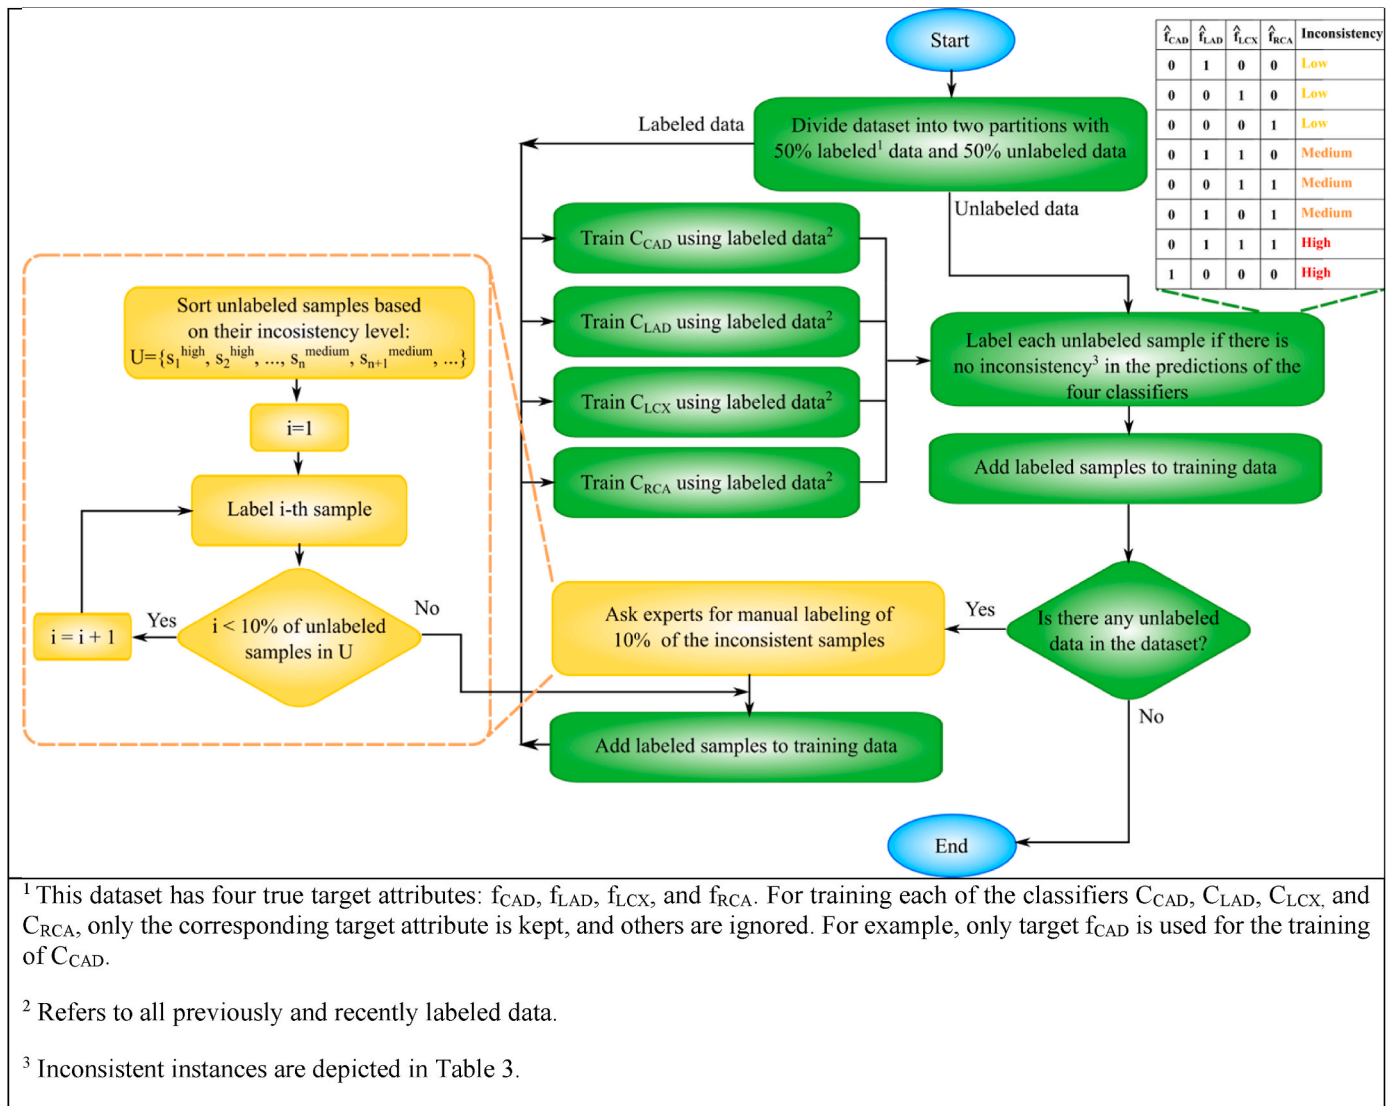 Start
Divide dataset into two partitions with
50% labeled¹ data and 50% unlabeled data
Labeled data
Unlabeled data
f̂CAD f̂LAD f̂LCX f̂RCA Inconsistency
0 1 0 0 Low
0 0 1 0 Low
0 0 0 1 Low
0 1 1 0 Medium
0 0 1 1 Medium
0 1 0 1 Medium
0 1 1 1 High
1 0 0 0 High
Train CCAD using labeled data²
Train CLAD using labeled data²
Train CLCX using labeled data²
Train CRCA using labeled data²
Label each unlabeled sample if there is
no inconsistency³ in the predictions of the
four classifiers
Add labeled samples to training data
Is there any unlabeled
data in the dataset?
Yes
No
Ask experts for manual labeling of
10% of the inconsistent samples
Add labeled samples to training data
End
Sort unlabeled samples based
on their incosistency level:
U={s1^high, s2^high, ..., sn^medium, sn+1^medium, ...}
i=1
Label i-th sample
i < 10% of unlabeled
samples in U
Yes
No
i = i + 1
¹ This dataset has four true target attributes: fCAD, fLAD, fLCX, and fRCA. For training each of the classifiers CCAD, CLAD, CLCX, and
CRCA, only the corresponding target attribute is kept, and others are ignored. For example, only target fCAD is used for the training
of CCAD.
² Refers to all previously and recently labeled data.
³ Inconsistent instances are depicted in Table 3.